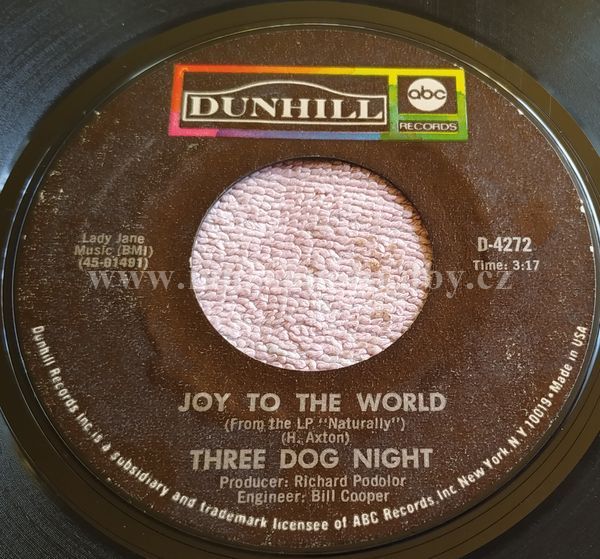 DUNHILL
abc
RECORDS
Lady Jane
Music (BMI)
(45-01491)
D-4272
Time: 3:17
JOY TO THE WORLD
(From the LP "Naturally")
(H. Axton)
THREE DOG NIGHT
Producer: Richard Podolor
Engineer: Bill Cooper
Dunhill Records Inc is a subsidiary and trademark licensee of ABC Records Inc New York. N Y 10019 • Made in USA